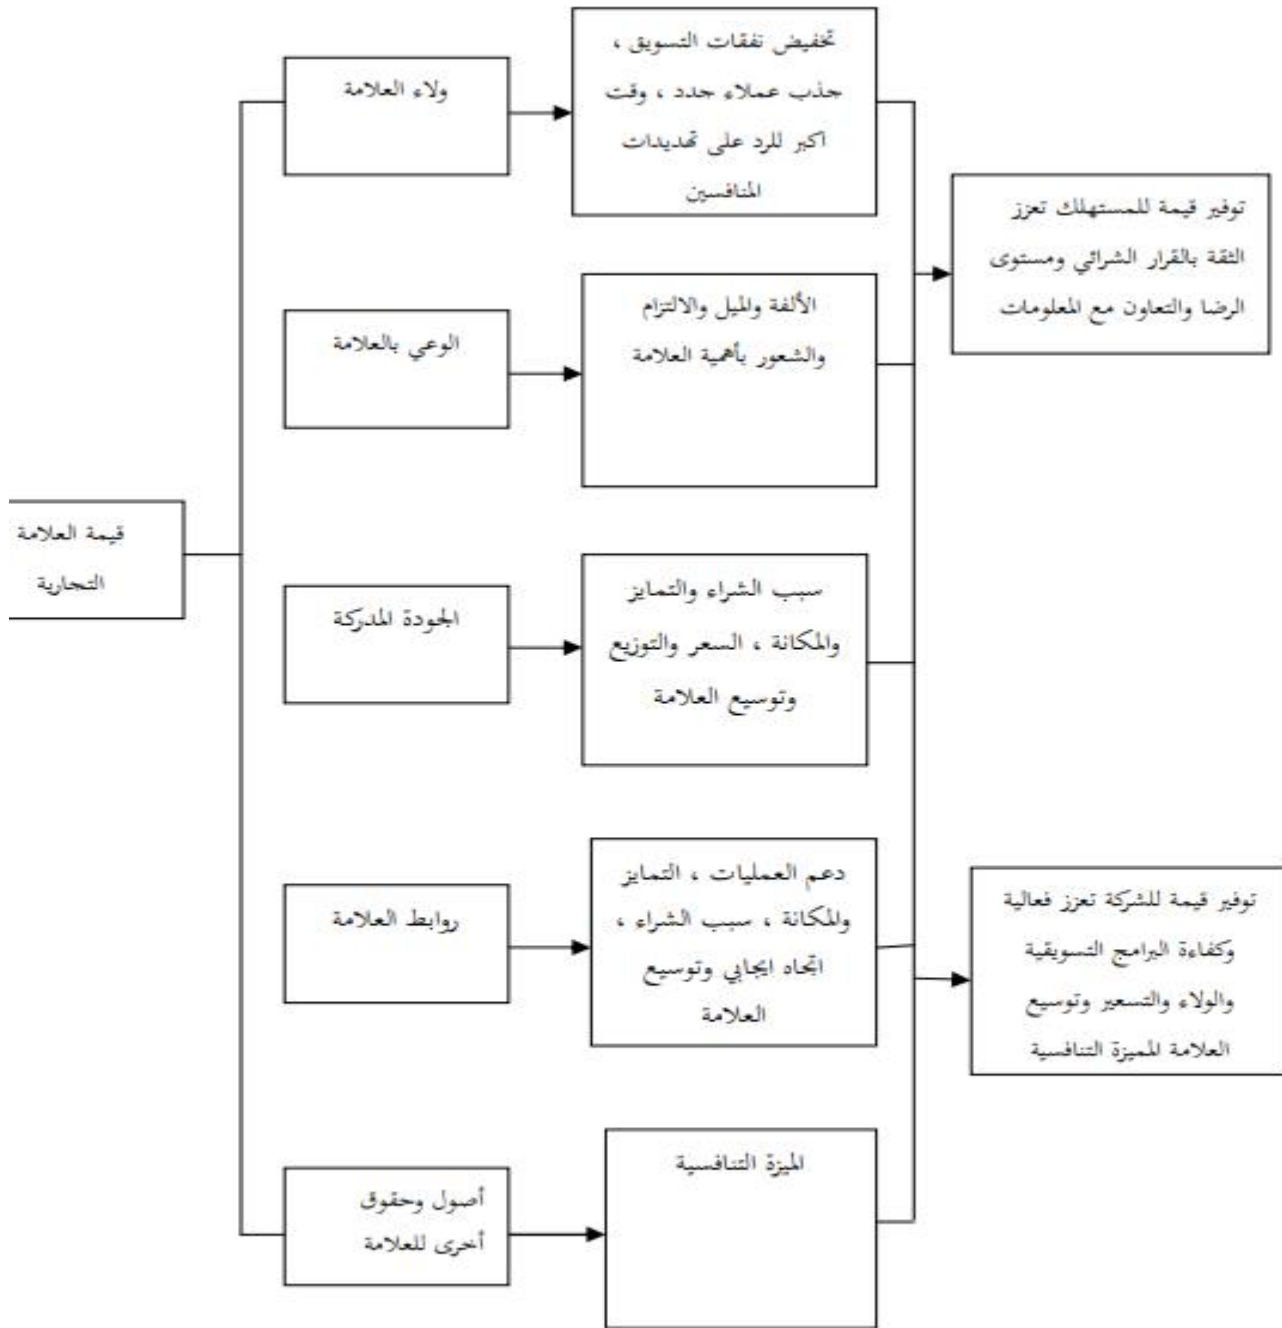 قيمة العلامة
التجارية
ولاء العلامة
تخفيض نفقات التسويق ،
جذب عملاء جدد ، وقت
اكبر للرد على تهديدات
المنافسين
الوعي بالعلامة
الألفة والميل والالتزام
والشعور بأهمية العلامة
الجودة المدركة
سبب الشراء والتمايز
والمكانة ، السعر والتوزيع
وتوسيع العلامة
روابط العلامة
دعم العمليات ، التمايز
والمكانة ، سبب الشراء ،
اتجاه ايجابي وتوسيع
العلامة
أصول وحقوق
أخرى للعلامة
الميزة التنافسية
توفير قيمة للمستهلك تعزز
الثقة بالقرار الشرائي ومستوى
الرضا والتعاون مع المعلومات
توفير قيمة للشركة تعزز فعالية
وكفاءة البرامج التسويقية
والولاء والتسعير وتوسيع
العلامة المميزة التنافسية